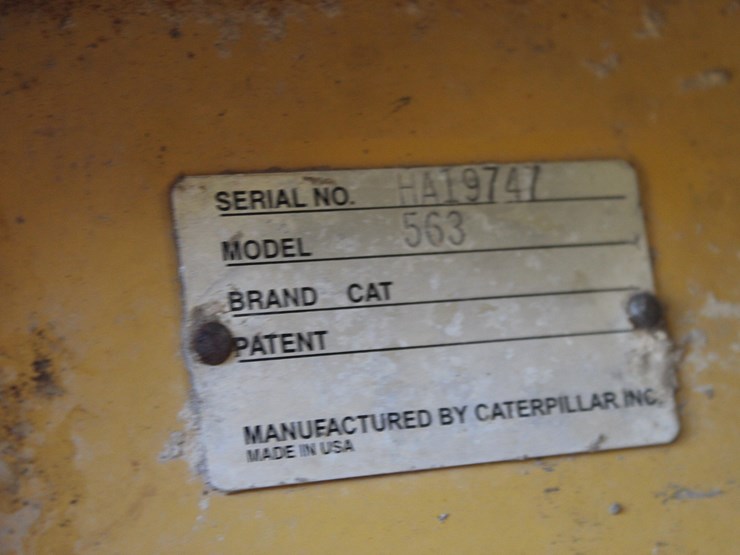 SERIAL NO. HA19747
MODEL 563
BRAND CAT
PATENT
MANUFACTURED BY CATERPILLAR INC.
MADE IN USA